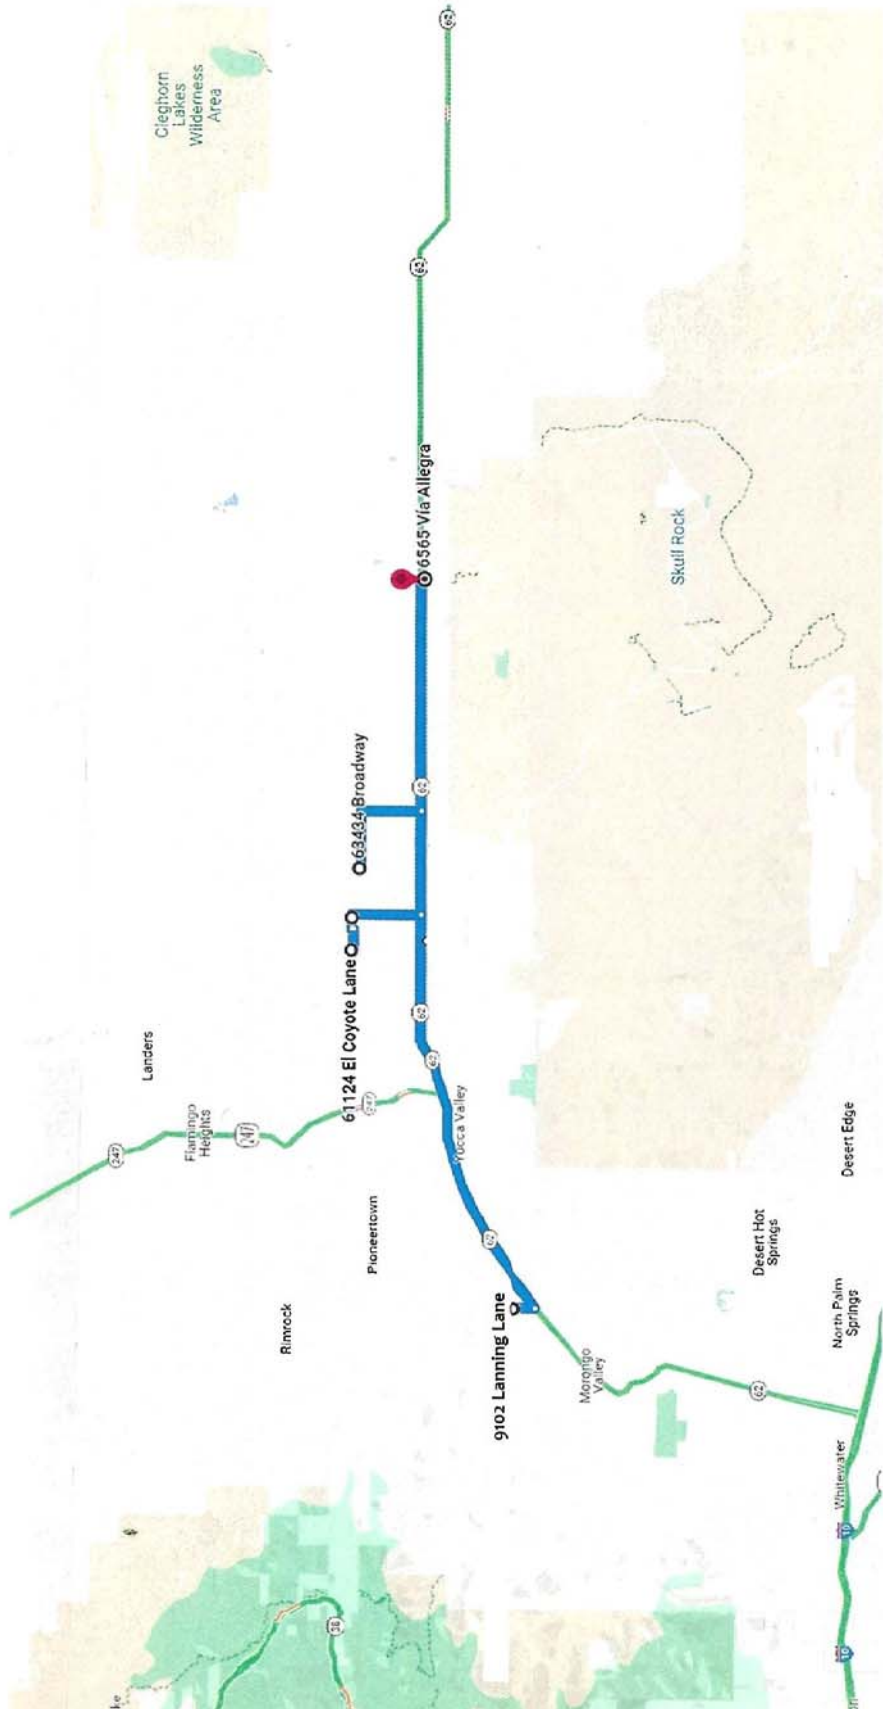 Cleghorn
Lakes
Wilderness
Area
62
62
6565 Via Allegra
Skull Rock
62
63434 Broadway
61124 El Coyote Lane
62
62
Landers
247
Flamingo
Heights
247
247
Yucca Valley
Pioneertown
62
Rimrock
9102 Lanning Lane
Morongo
Valley
Desert Hot
Springs
Desert Edge
North Palm
Springs
62
Whitewater
10
10
38